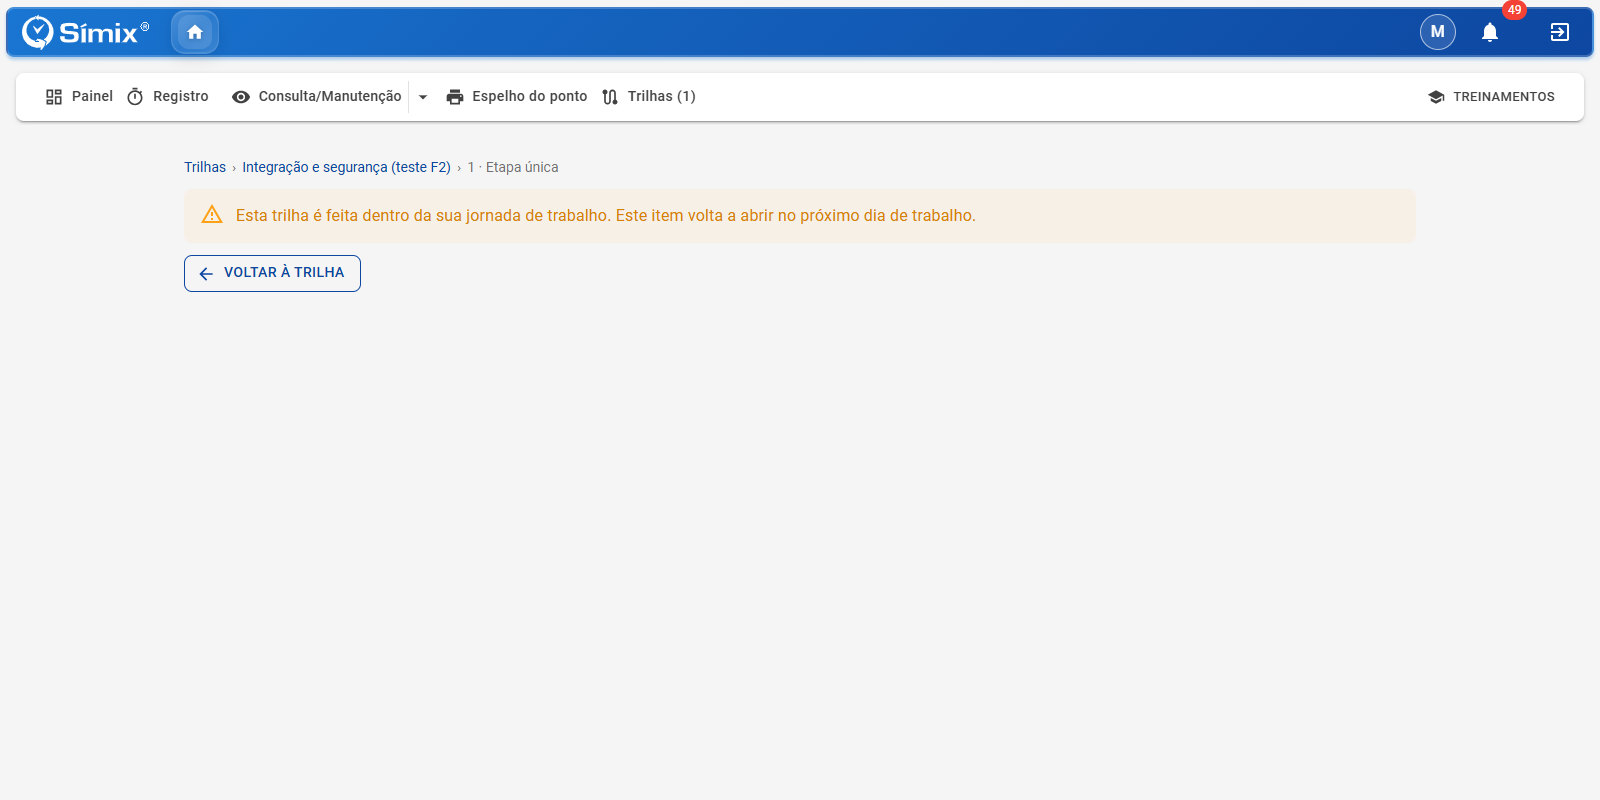 Símix®
M
49
Painel
Registro
Consulta/Manutenção
Espelho do ponto
Trilhas (1)
TREINAMENTOS
Trilhas › Integração e segurança (teste F2) › 1 · Etapa única
Esta trilha é feita dentro da sua jornada de trabalho. Este item volta a abrir no próximo dia de trabalho.
VOLTAR À TRILHA